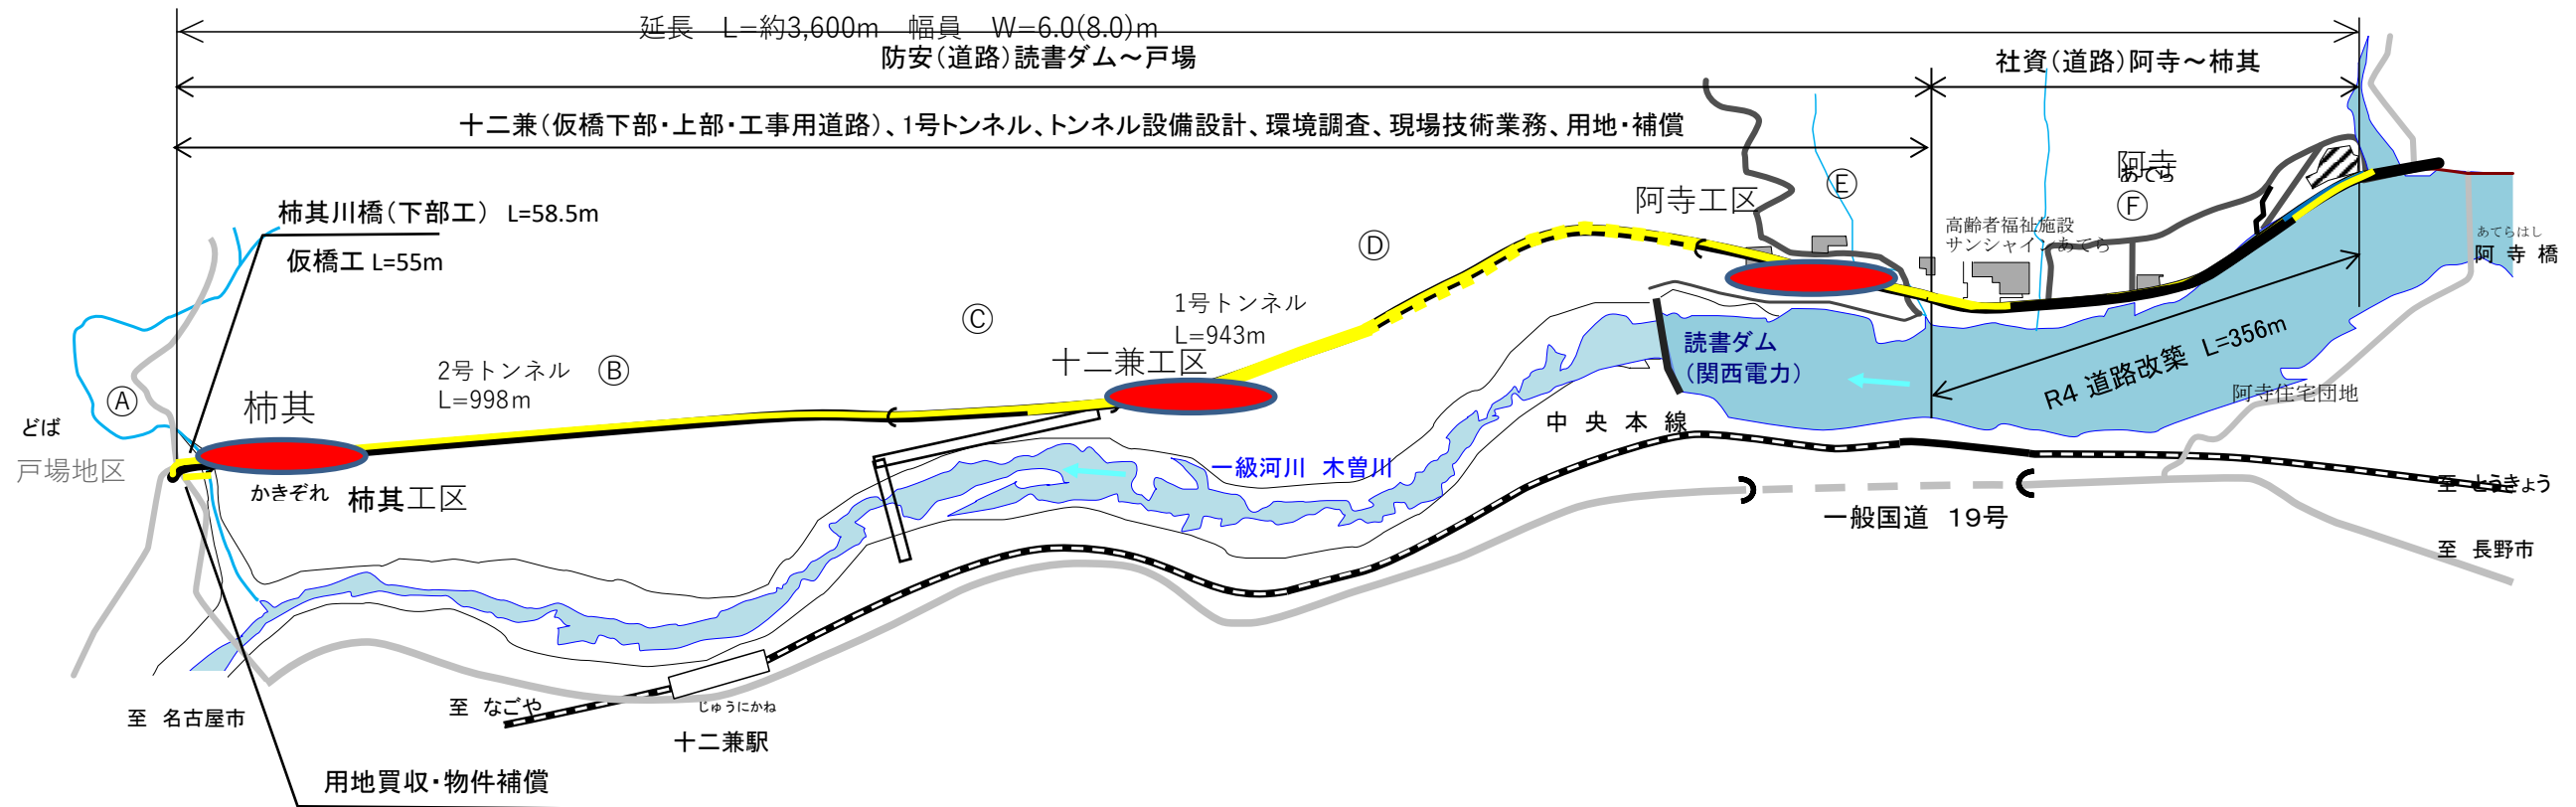 延長　L=約3,600m　幅員　W=6.0(8.0)m
防安(道路)読書ダム～戸場
社資(道路)阿寺～柿其
十二兼(仮橋下部・上部・工事用道路)、1号トンネル、トンネル設備設計、環境調査、現場技術業務、用地・補償
柿其川橋(下部工)　L=58.5m
仮橋工 L=55m
阿寺工区
Ⓔ
阿寺
あてら
Ⓕ
高齢者福祉施設
サンシャインあてら
あてらはし
阿 寺 橋
Ⓓ
Ⓒ
1号トンネル
L=943m
十二兼工区
2号トンネル
L=998m
Ⓑ
Ⓐ
柿其
どば
戸場地区
かきぞれ
柿其工区
読書ダム
(関西電力)
R4 道路改築　L=356m
阿寺住宅団地
中 央 本 線
一級河川　木曽川
至　とうきょう
一般国道　19号
至　長野市
至　名古屋市
至　なごや
じゅうにかね
十二兼駅
用地買収・物件補償